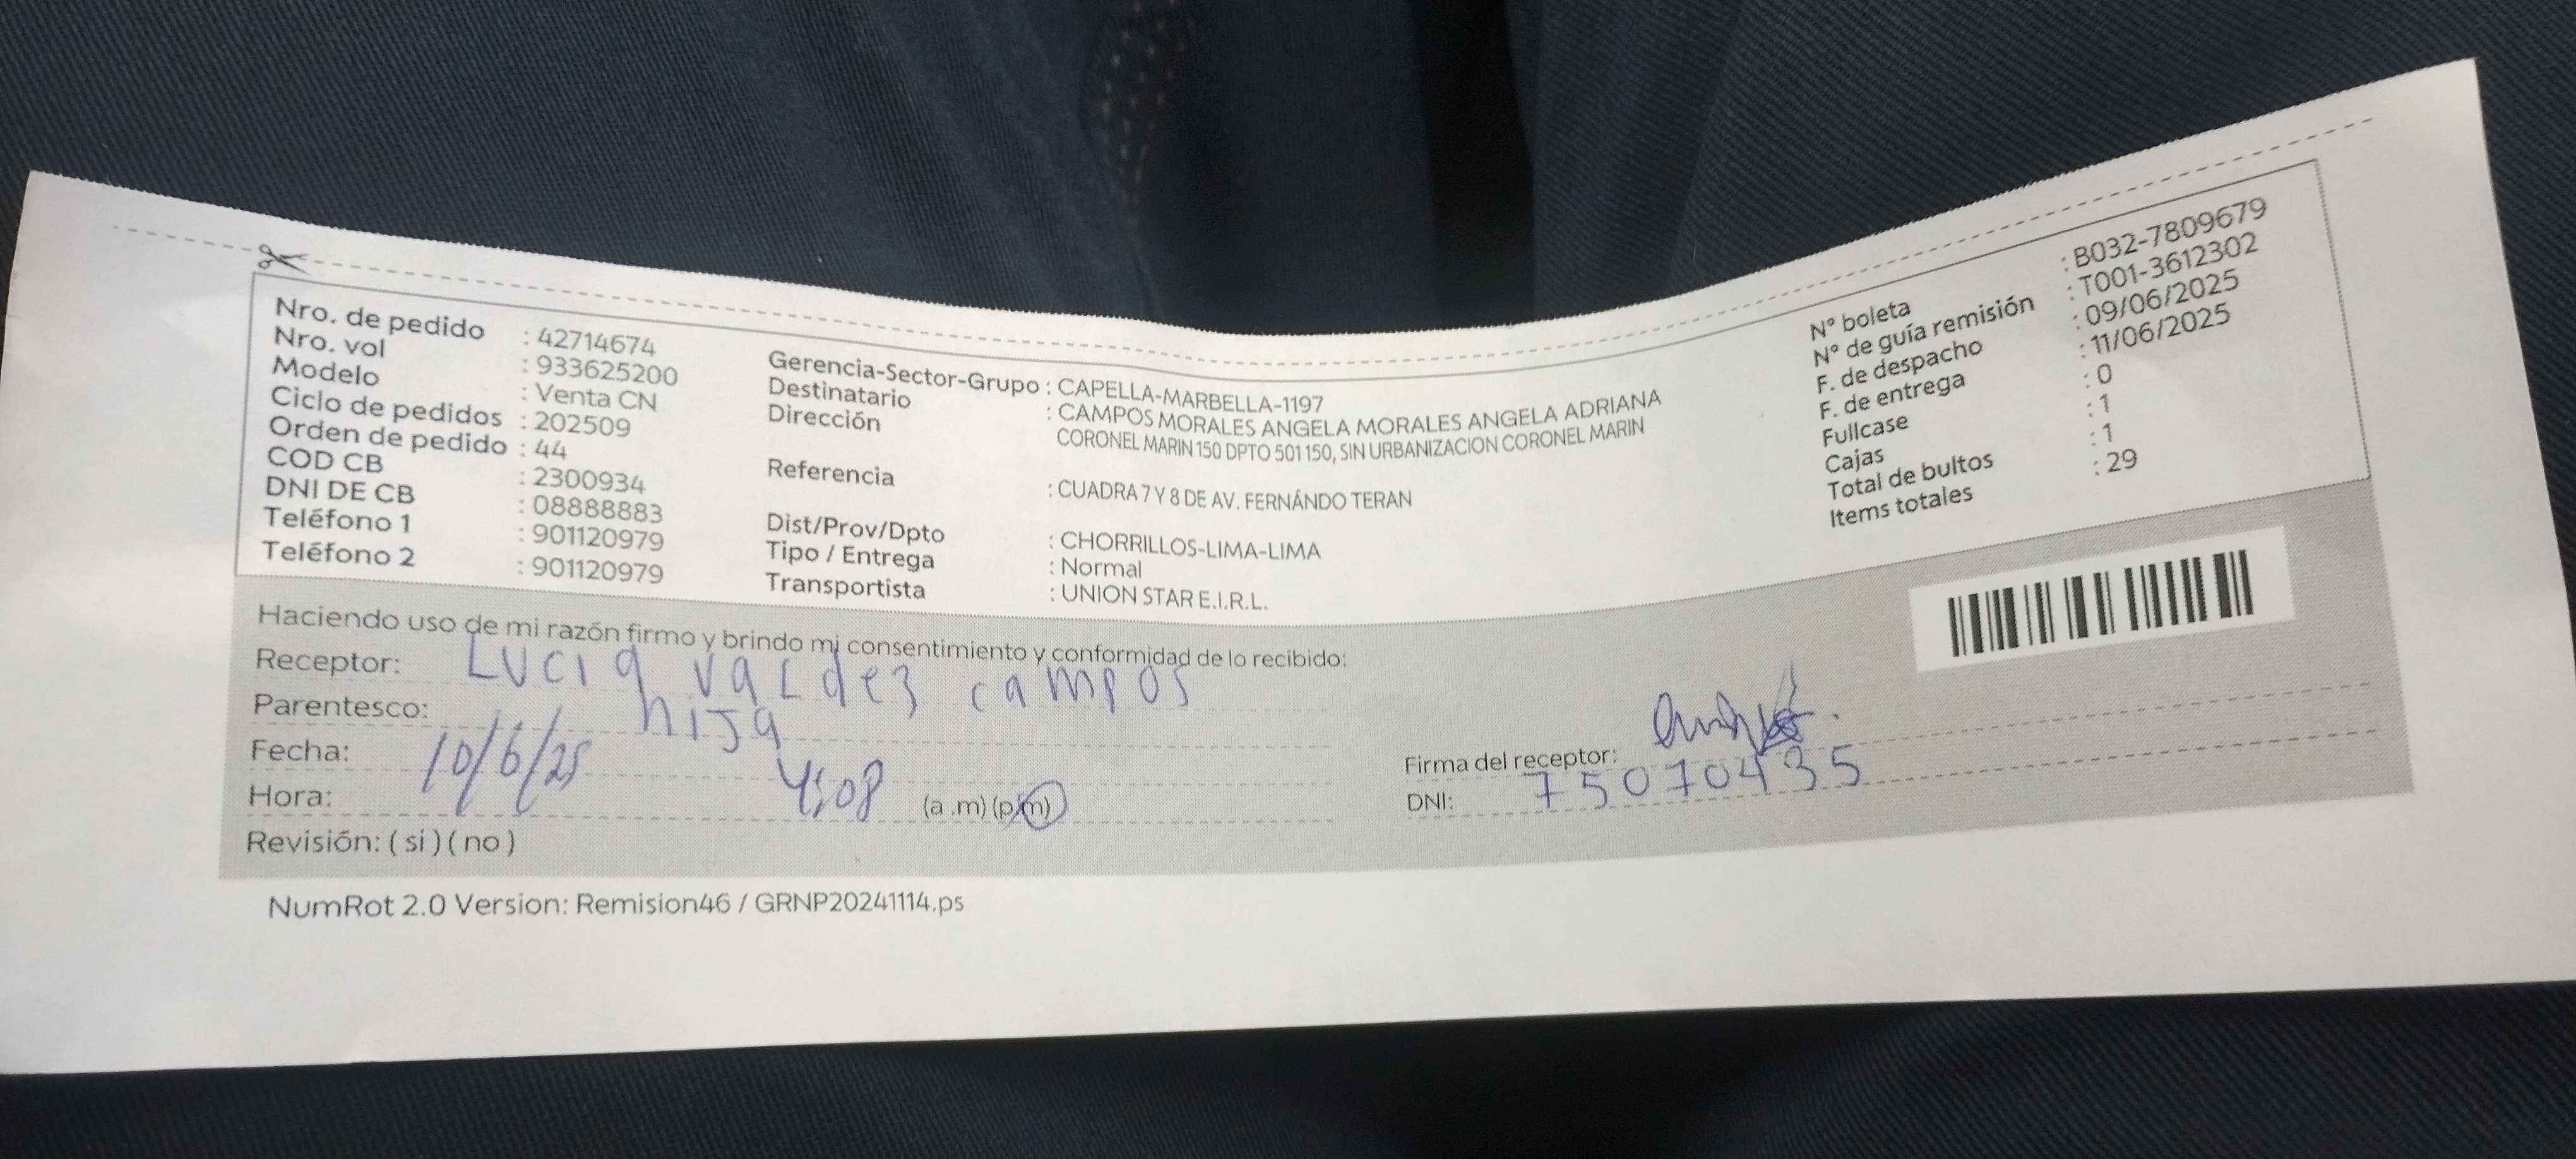 Nro. de pedido : 42714674
Nro. vol : 933625200
Modelo : Venta CN
Ciclo de pedidos : 202509
Orden de pedido : 44
COD CB : 2300934
DNI DE CB : 08888883
Teléfono 1 : 901120979
Teléfono 2 : 901120979
Gerencia-Sector-Grupo : CAPELLA-MARBELLA-1197
Destinatario : CAMPOS MORALES ANGELA MORALES ANGELA ADRIANA
Dirección CORONEL MARIN 150 DPTO 501 150, SIN URBANIZACION CORONEL MARIN
Referencia : CUADRA 7 Y 8 DE AV. FERNÁNDO TERAN
Dist/Prov/Dpto : CHORRILLOS-LIMA-LIMA
Tipo / Entrega : Normal
Transportista : UNION STAR E.I.R.L.
N° boleta : B032-7809679
N° de guía remisión : T001-3612302
F. de despacho : 09/06/2025
F. de entrega : 11/06/2025
Fullcase : 0
Cajas : 1
Total de bultos : 1
Items totales : 29
Haciendo uso de mi razón firmo y brindo mi consentimiento y conformidad de lo recibido:
Receptor: Lucia valdez campos
Parentesco: hija
Fecha: 10/6/25
Hora: 4:08 (a .m) (p.m)
Revisión: ( si ) ( no )
Firma del receptor:
DNI: 75070435
NumRot 2.0 Version: Remision46 / GRNP20241114.ps